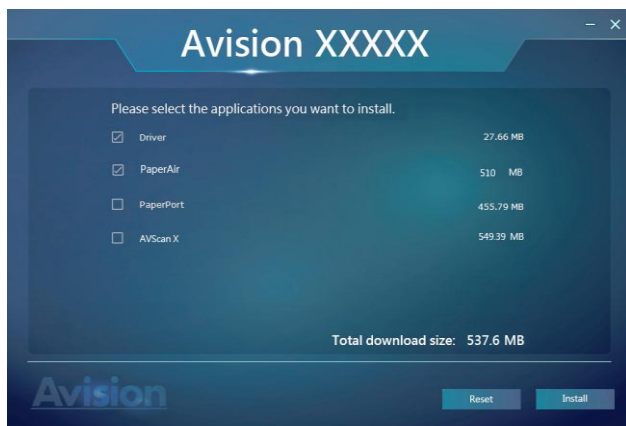 Avision XXXXX
Please select the applications you want to install.
Driver 27.66 MB
PaperAir 510 MB
PaperPort 455.79 MB
AVScan X 549.39 MB
Total download size: 537.6 MB
Avision
Reset Install